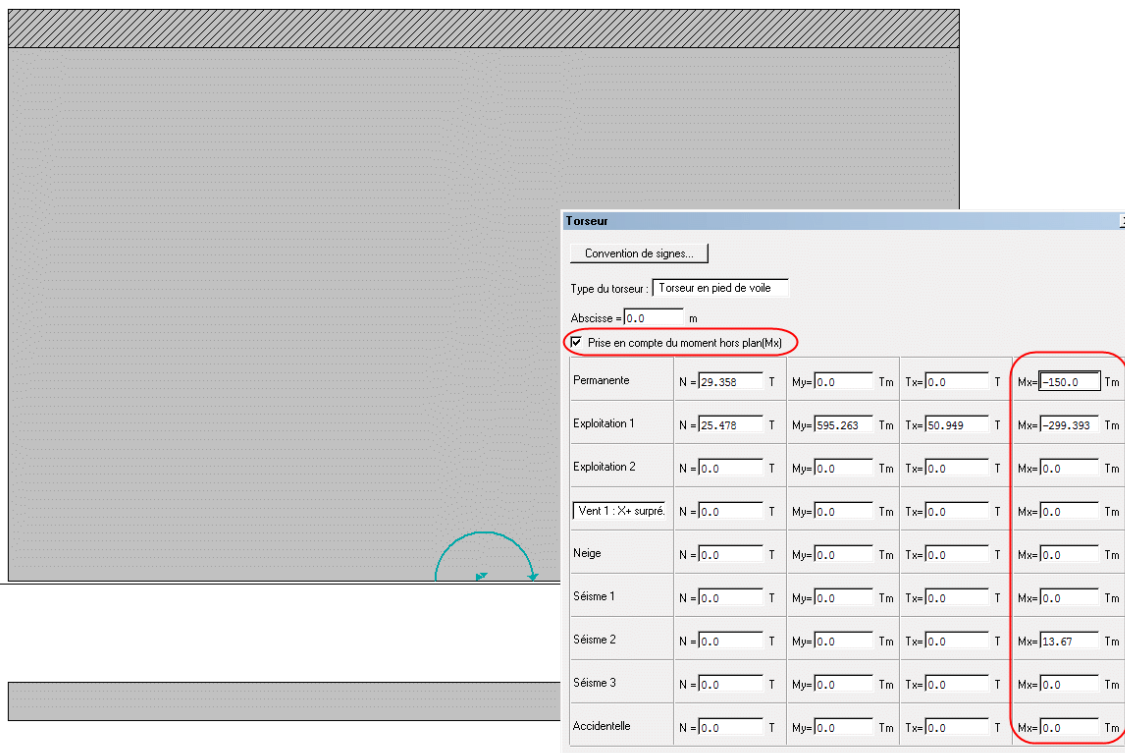 Torseur
Convention de signes...
Type du torseur : Torseur en pied de voile
Abscisse = 0.0 m
Prise en compte du moment hors plan(Mx)
Permanente N = 29.358 T My= 0.0 Tm Tx= 0.0 T Mx= -150.0 Tm
Exploitation 1 N = 25.478 T My= 595.263 Tm Tx= 50.949 T Mx= -299.393 Tm
Exploitation 2 N = 0.0 T My= 0.0 Tm Tx= 0.0 T Mx= 0.0 Tm
Vent 1 : X+ surpré. N = 0.0 T My= 0.0 Tm Tx= 0.0 T Mx= 0.0 Tm
Neige N = 0.0 T My= 0.0 Tm Tx= 0.0 T Mx= 0.0 Tm
Séisme 1 N = 0.0 T My= 0.0 Tm Tx= 0.0 T Mx= 0.0 Tm
Séisme 2 N = 0.0 T My= 0.0 Tm Tx= 0.0 T Mx= 13.67 Tm
Séisme 3 N = 0.0 T My= 0.0 Tm Tx= 0.0 T Mx= 0.0 Tm
Accidentelle N = 0.0 T My= 0.0 Tm Tx= 0.0 T Mx= 0.0 Tm